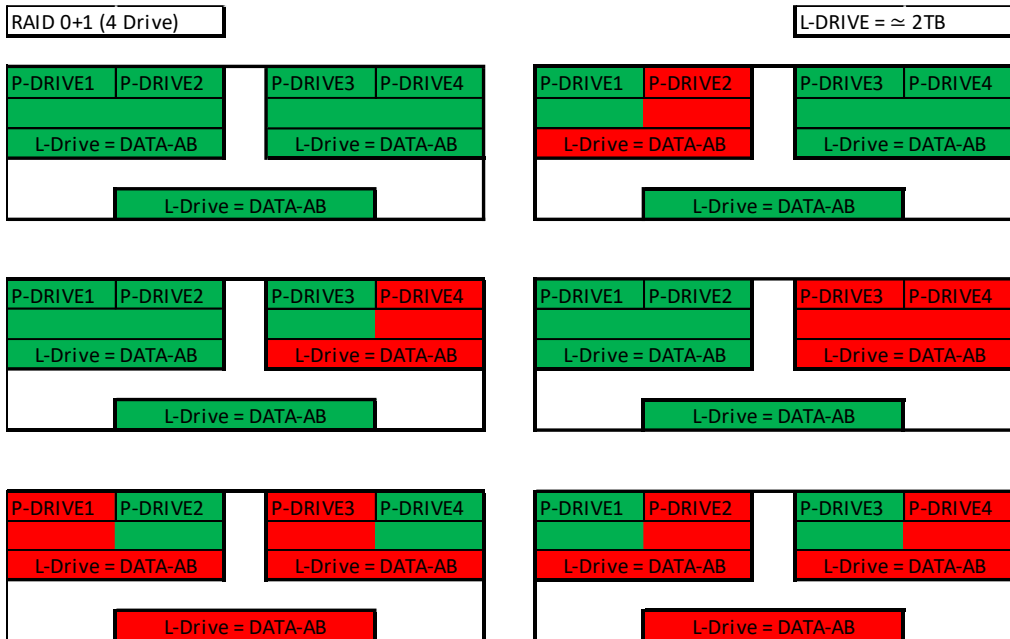 RAID 0+1 (4 Drive) L-DRIVE = ≃ 2TB
P-DRIVE1 P-DRIVE2 P-DRIVE3 P-DRIVE4 P-DRIVE1 P-DRIVE2 P-DRIVE3 P-DRIVE4
L-Drive = DATA-AB L-Drive = DATA-AB L-Drive = DATA-AB L-Drive = DATA-AB
L-Drive = DATA-AB L-Drive = DATA-AB
P-DRIVE1 P-DRIVE2 P-DRIVE3 P-DRIVE4 P-DRIVE1 P-DRIVE2 P-DRIVE3 P-DRIVE4
L-Drive = DATA-AB L-Drive = DATA-AB L-Drive = DATA-AB L-Drive = DATA-AB
L-Drive = DATA-AB L-Drive = DATA-AB
P-DRIVE1 P-DRIVE2 P-DRIVE3 P-DRIVE4 P-DRIVE1 P-DRIVE2 P-DRIVE3 P-DRIVE4
L-Drive = DATA-AB L-Drive = DATA-AB L-Drive = DATA-AB L-Drive = DATA-AB
L-Drive = DATA-AB L-Drive = DATA-AB